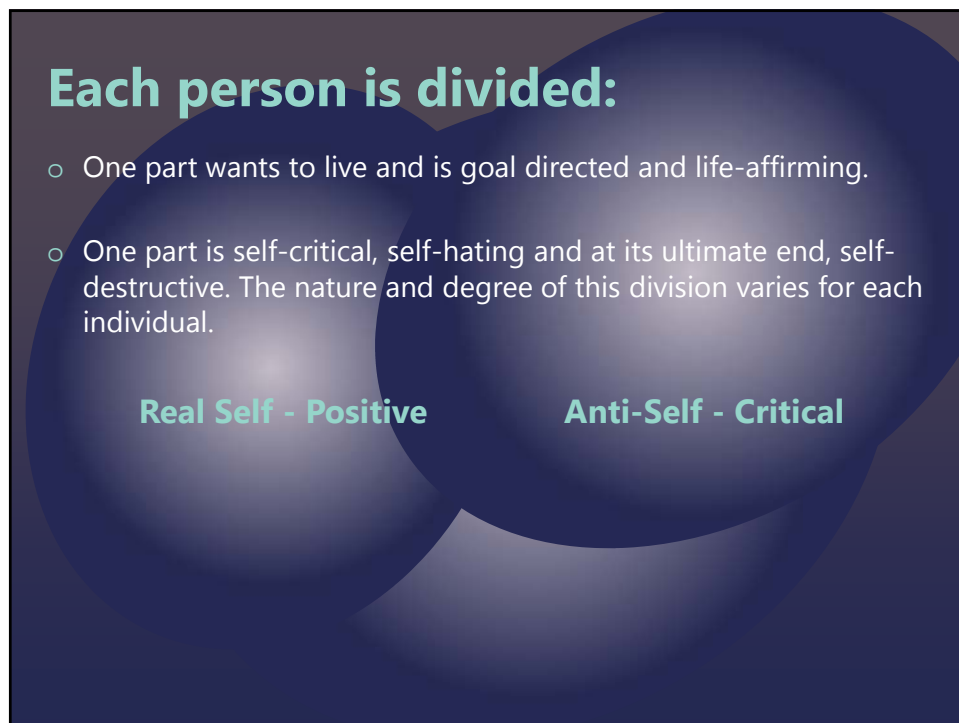 Each person is divided:
o One part wants to live and is goal directed and life-affirming.
o One part is self-critical, self-hating and at its ultimate end, self-
destructive. The nature and degree of this division varies for each
individual.
Real Self - Positive
Anti-Self - Critical